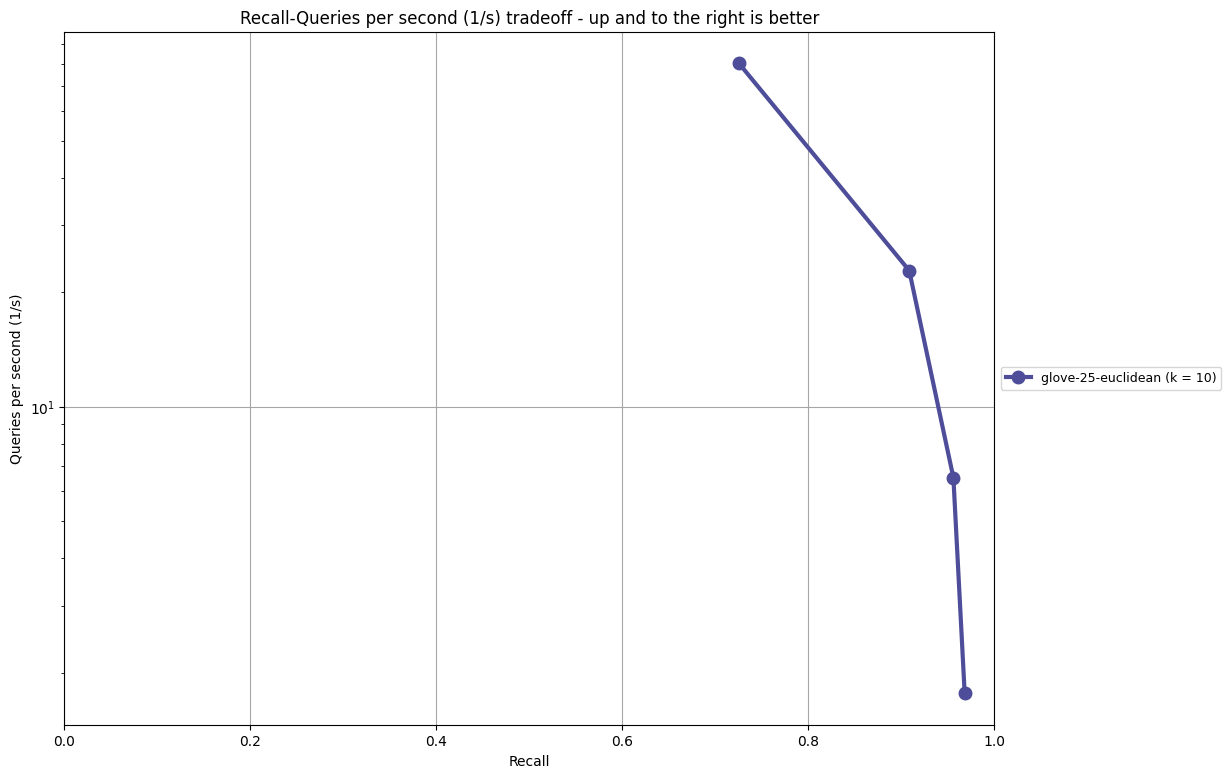 Recall-Queries per second (1/s) tradeoff - up and to the right is better
Queries per second (1/s)
10¹
glove-25-euclidean (k = 10)
0.0 0.2 0.4 0.6 0.8 1.0
Recall